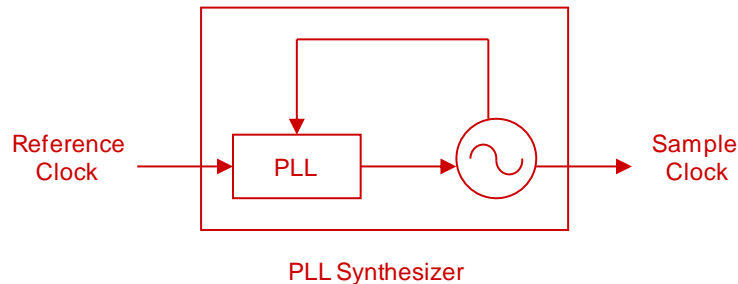 Reference
Clock
PLL
Sample
Clock
PLL Synthesizer